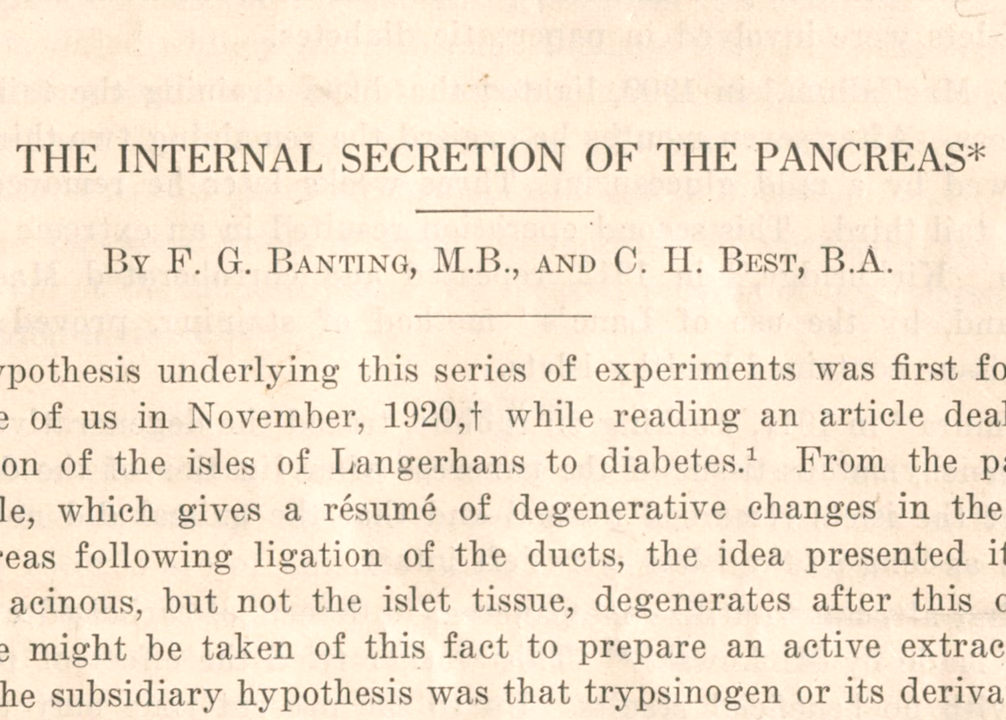 THE INTERNAL SECRETION OF THE PANCREAS*
By F. G. Banting, M.B., and C. H. Best, B.A.
ypothesis underlying this series of experiments was first fo
e of us in November, 1920,† while reading an article deal
on of the isles of Langerhans to diabetes.¹ From the pa
le, which gives a résumé of degenerative changes in the
reas following ligation of the ducts, the idea presented it
acinous, but not the islet tissue, degenerates after this o
e might be taken of this fact to prepare an active extrac
he subsidiary hypothesis was that trypsinogen or its deriva